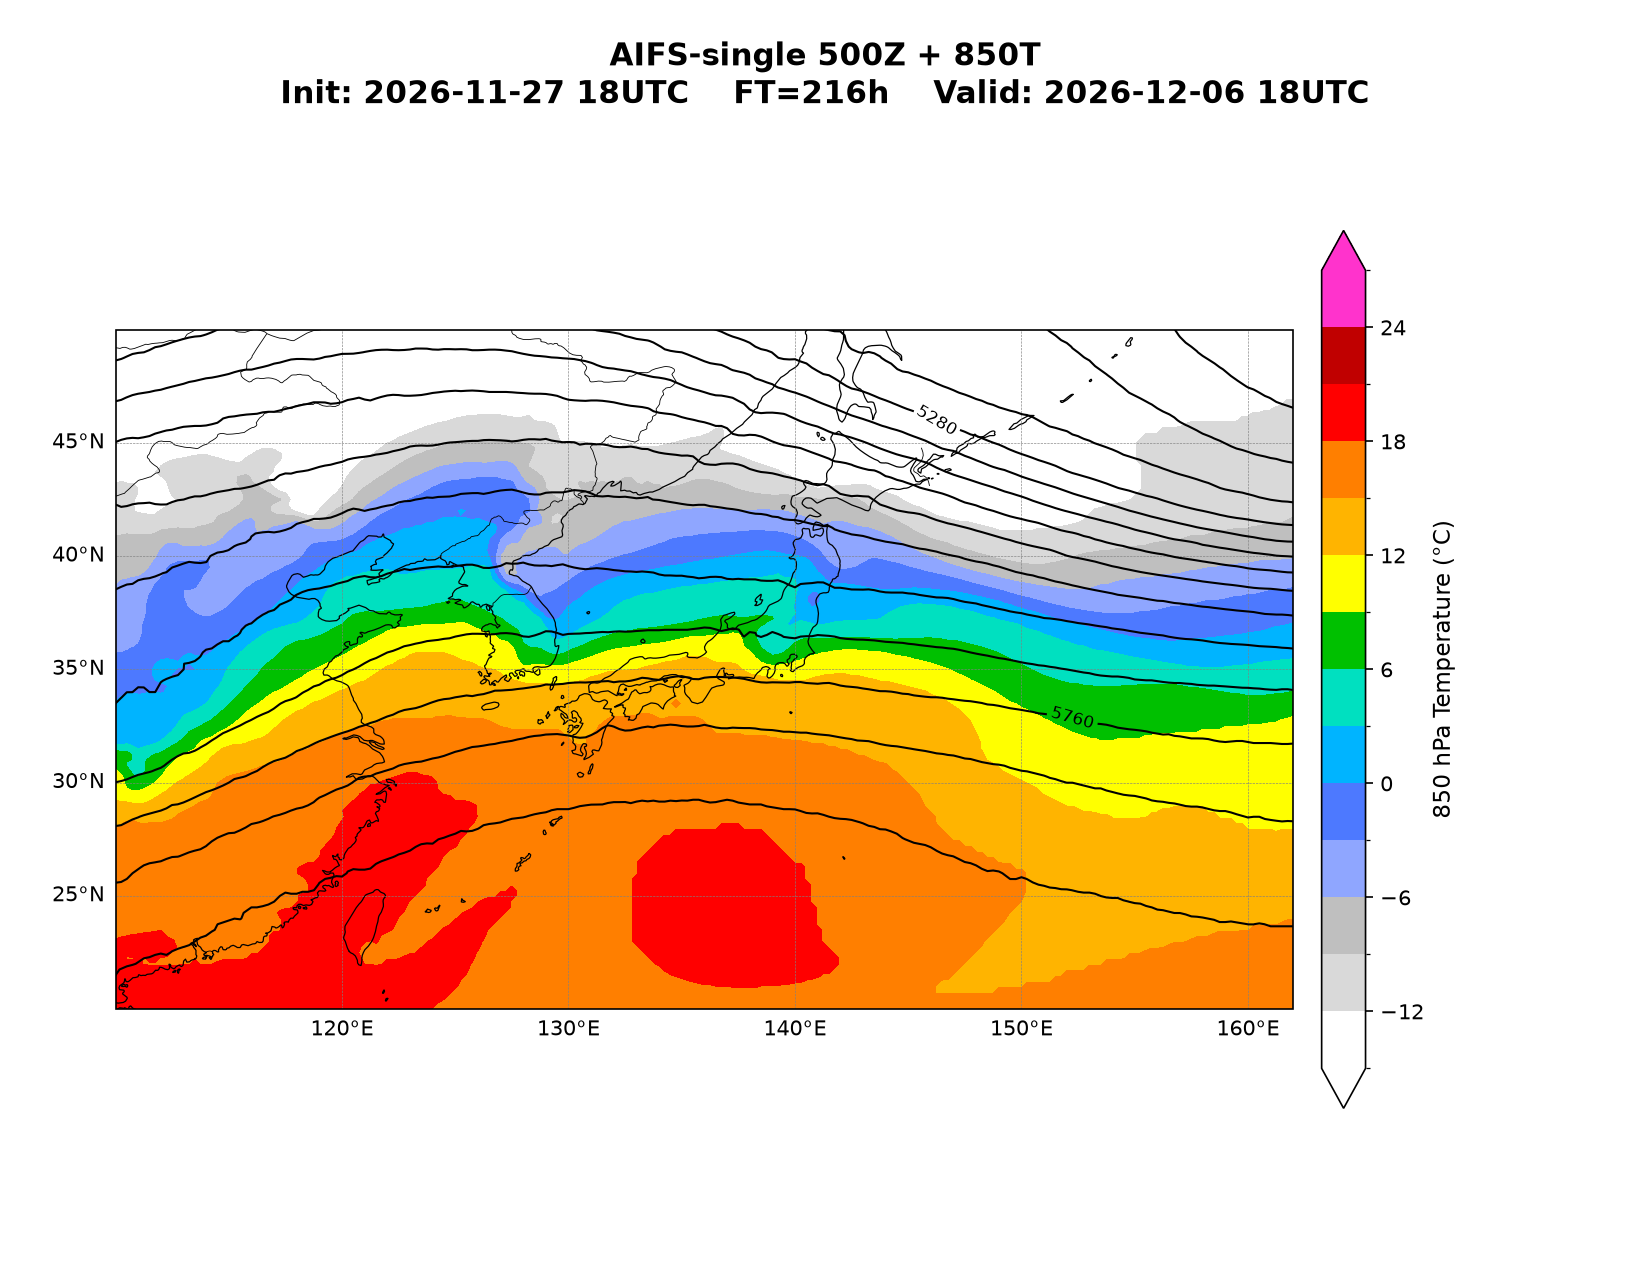 AIFS-single 500Z + 850T
Init: 2026-11-27 18UTC    FT=216h    Valid: 2026-12-06 18UTC
45°N
40°N
35°N
30°N
25°N
120°E
130°E
140°E
150°E
160°E
5280
5760
24
18
12
6
0
−6
−12
850 hPa Temperature (°C)